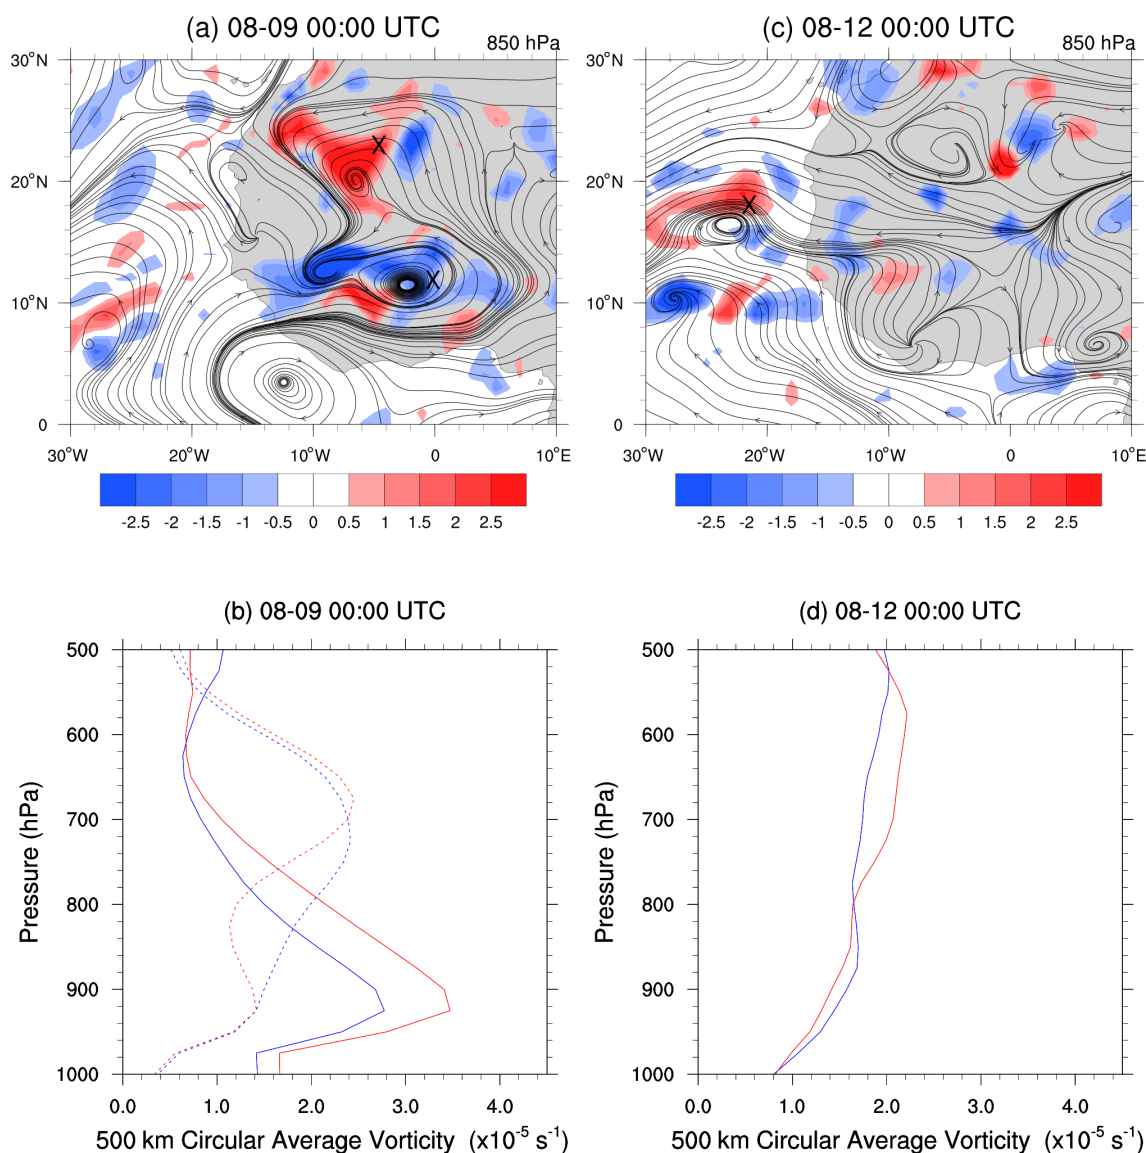 (a) 08-09 00:00 UTC
850 hPa
30°N
20°N
10°N
0
30°W 20°W 10°W 0 10°E
X
X
-2.5 -2 -1.5 -1 -0.5 0 0.5 1 1.5 2 2.5
(c) 08-12 00:00 UTC
850 hPa
30°N
20°N
10°N
0
30°W 20°W 10°W 0 10°E
X
-2.5 -2 -1.5 -1 -0.5 0 0.5 1 1.5 2 2.5
(b) 08-09 00:00 UTC
500
600
700
800
900
1000
Pressure (hPa)
0.0 1.0 2.0 3.0 4.0
500 km Circular Average Vorticity (x10⁻⁵ s⁻¹)
(d) 08-12 00:00 UTC
500
600
700
800
900
1000
Pressure (hPa)
0.0 1.0 2.0 3.0 4.0
500 km Circular Average Vorticity (x10⁻⁵ s⁻¹)